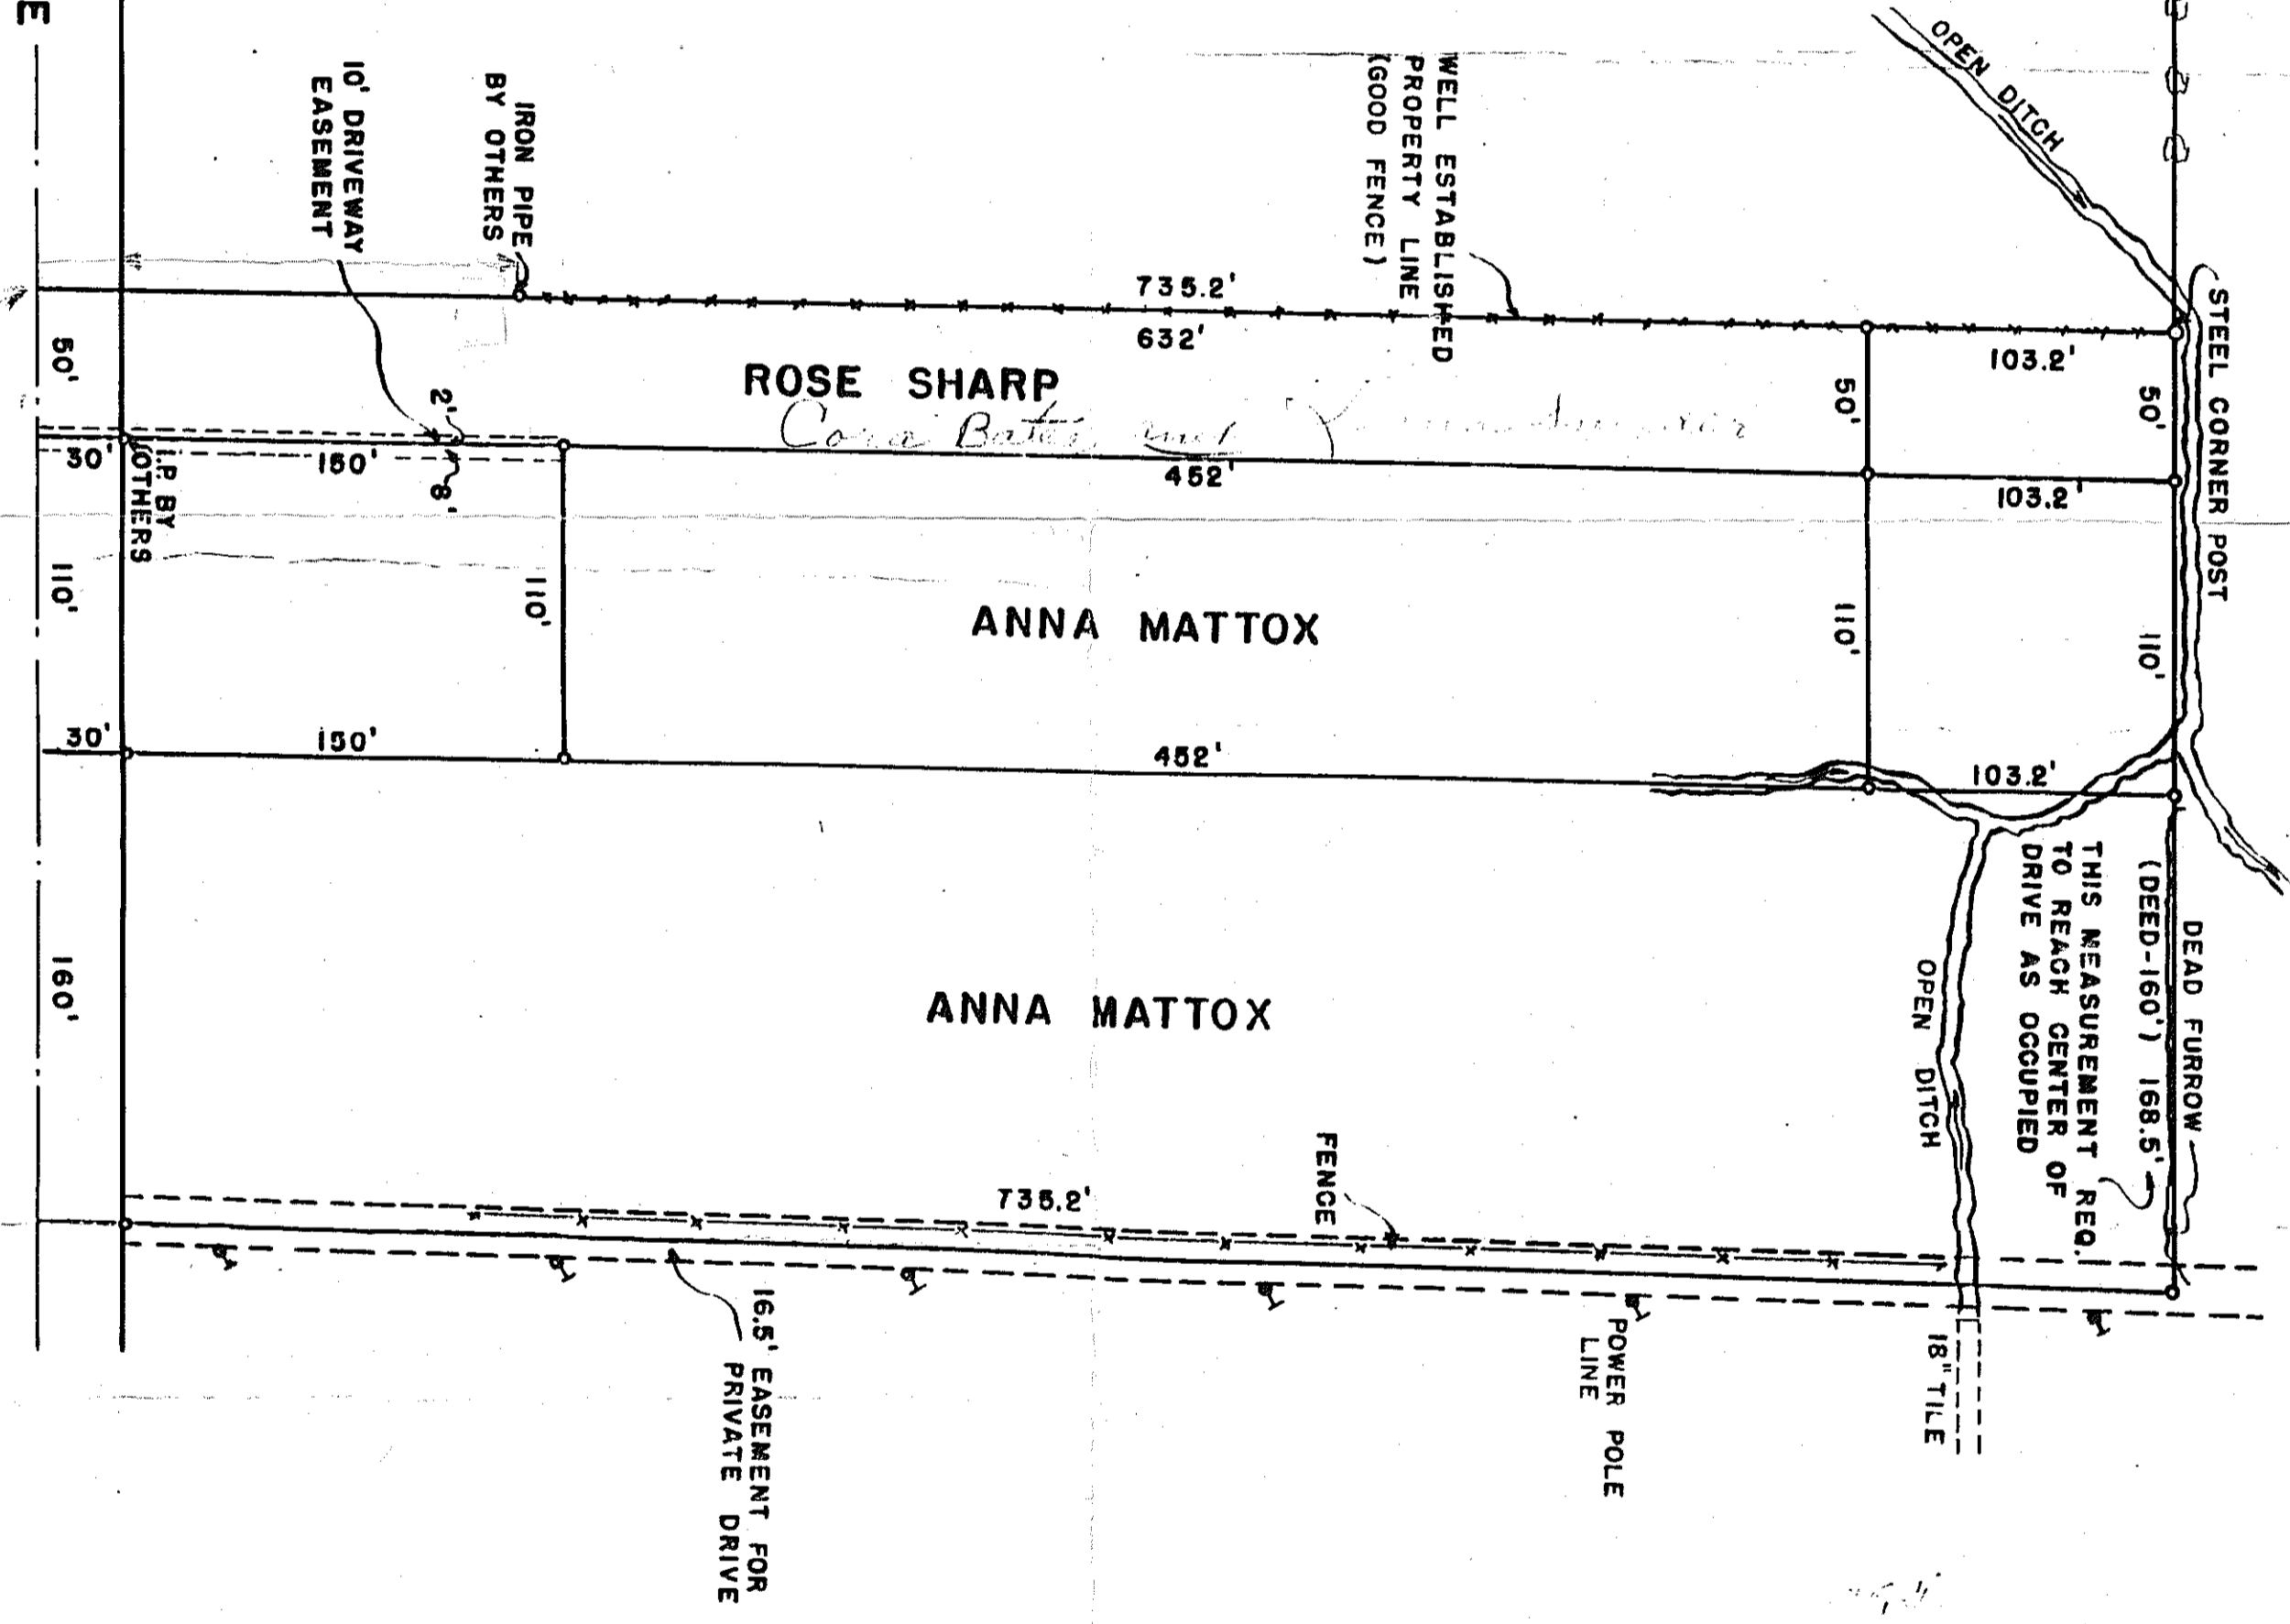 E
OPEN DITCH
WELL ESTABLISHED
PROPERTY LINE
(GOOD FENCE)
IRON PIPE
BY OTHERS
10' DRIVEWAY
EASEMENT
STEEL CORNER POST
735.2'
632'
103.2'
50'
50'
50'
ROSE SHARP
Cora Bates and
2'
8'
30'
150'
452'
103.2'
I.P. BY
OTHERS
110'
110'
110'
110'
ANNA MATTOX
30'
150'
452'
103.2'
DEAD FURROW
(DEED-160') 168.5'
THIS MEASUREMENT REQ.
TO REACH CENTER OF
DRIVE AS OCCUPIED
OPEN DITCH
160'
ANNA MATTOX
FENCE
735.2'
16.5' EASEMENT FOR
PRIVATE DRIVE
POWER POLE
LINE
18" TILE